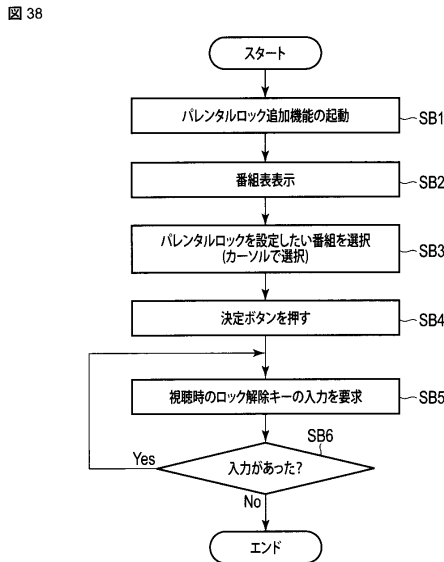 図 38
スタート
パレンタルロック追加機能の起動
SB1
番組表表示
SB2
パレンタルロックを設定したい番組を選択
(カーソルで選択)
SB3
決定ボタンを押す
SB4
視聴時のロック解除キーの入力を要求
SB5
SB6
入力があった?
Yes
No
エンド